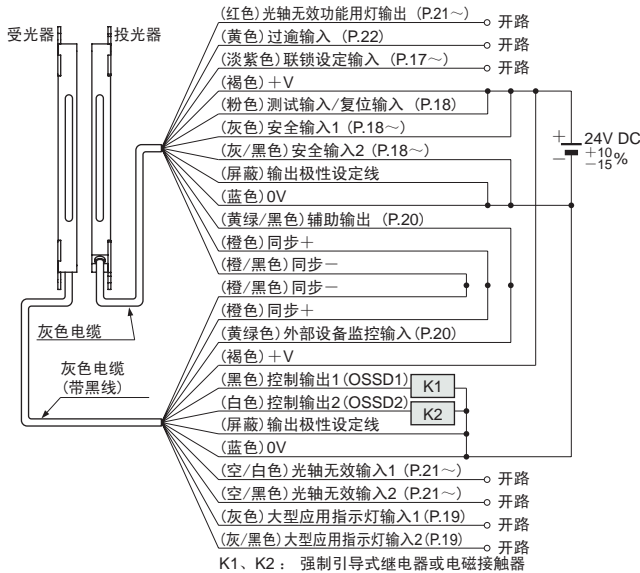 受光器 投光器
(红色)光轴无效功能用灯输出 (P.21～) 开路
(黄色)过逾输入 (P.22) 开路
(淡紫色)联锁设定输入 (P.17～) 开路
(褐色)＋V
(粉色)测试输入/复位输入 (P.18)
(灰色)安全输入1 (P.18～)
(灰/黑色)安全输入2 (P.18～)
(屏蔽)输出极性设定线
(蓝色)0V
＋
－
24V DC
＋10
－15%
(黄绿/黑色)辅助输出 (P.20)
(橙色)同步＋
(橙/黑色)同步－
(橙/黑色)同步－
(橙色)同步＋
(黄绿色)外部设备监控输入(P.20)
(褐色)＋V
(黑色)控制输出1(OSSD1) K1
(白色)控制输出2(OSSD2) K2
(屏蔽)输出极性设定线
(蓝色)0V
(空/白色)光轴无效输入1 (P.21～) 开路
(空/黑色)光轴无效输入2 (P.21～) 开路
(灰色)大型应用指示灯输入1(P.19) 开路
(灰/黑色)大型应用指示灯输入2(P.19) 开路
灰色电缆
灰色电缆
(带黑线)
K1、K2： 强制引导式继电器或电磁接触器